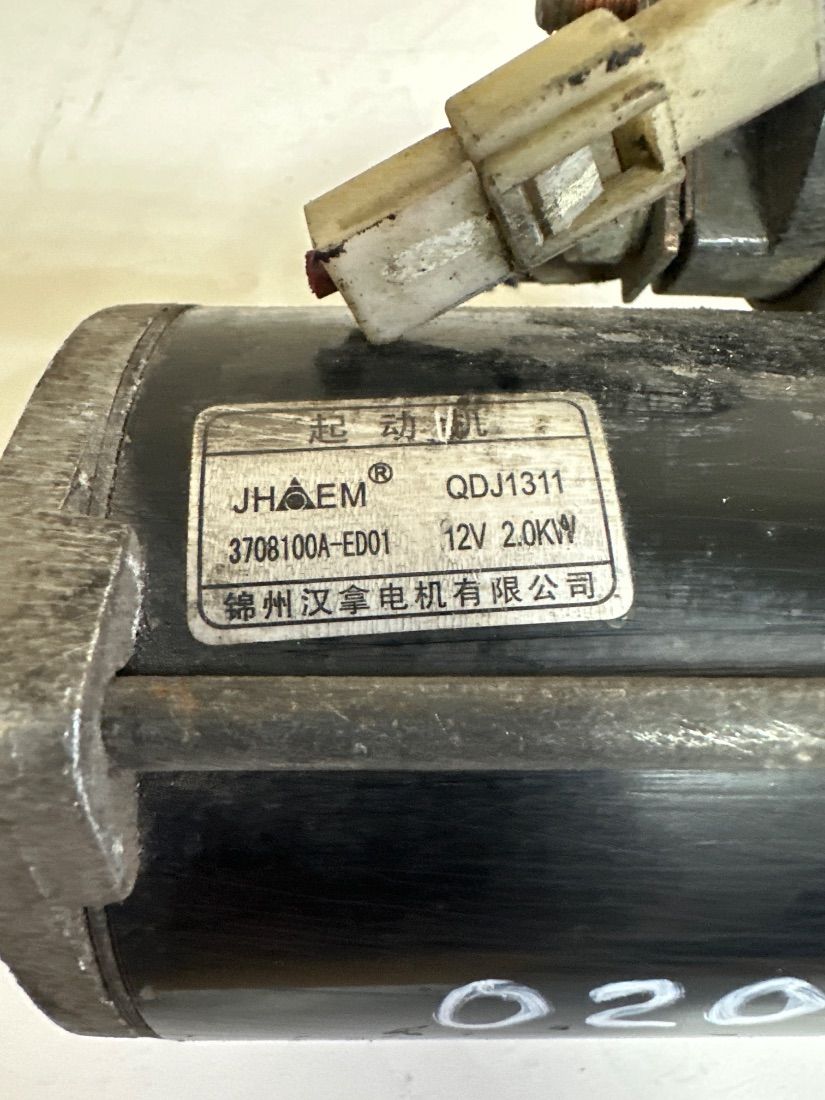 起动机
JHAEM® QDJ1311
3708100A-ED01 12V 2.0KW
锦州汉拿电机有限公司
020